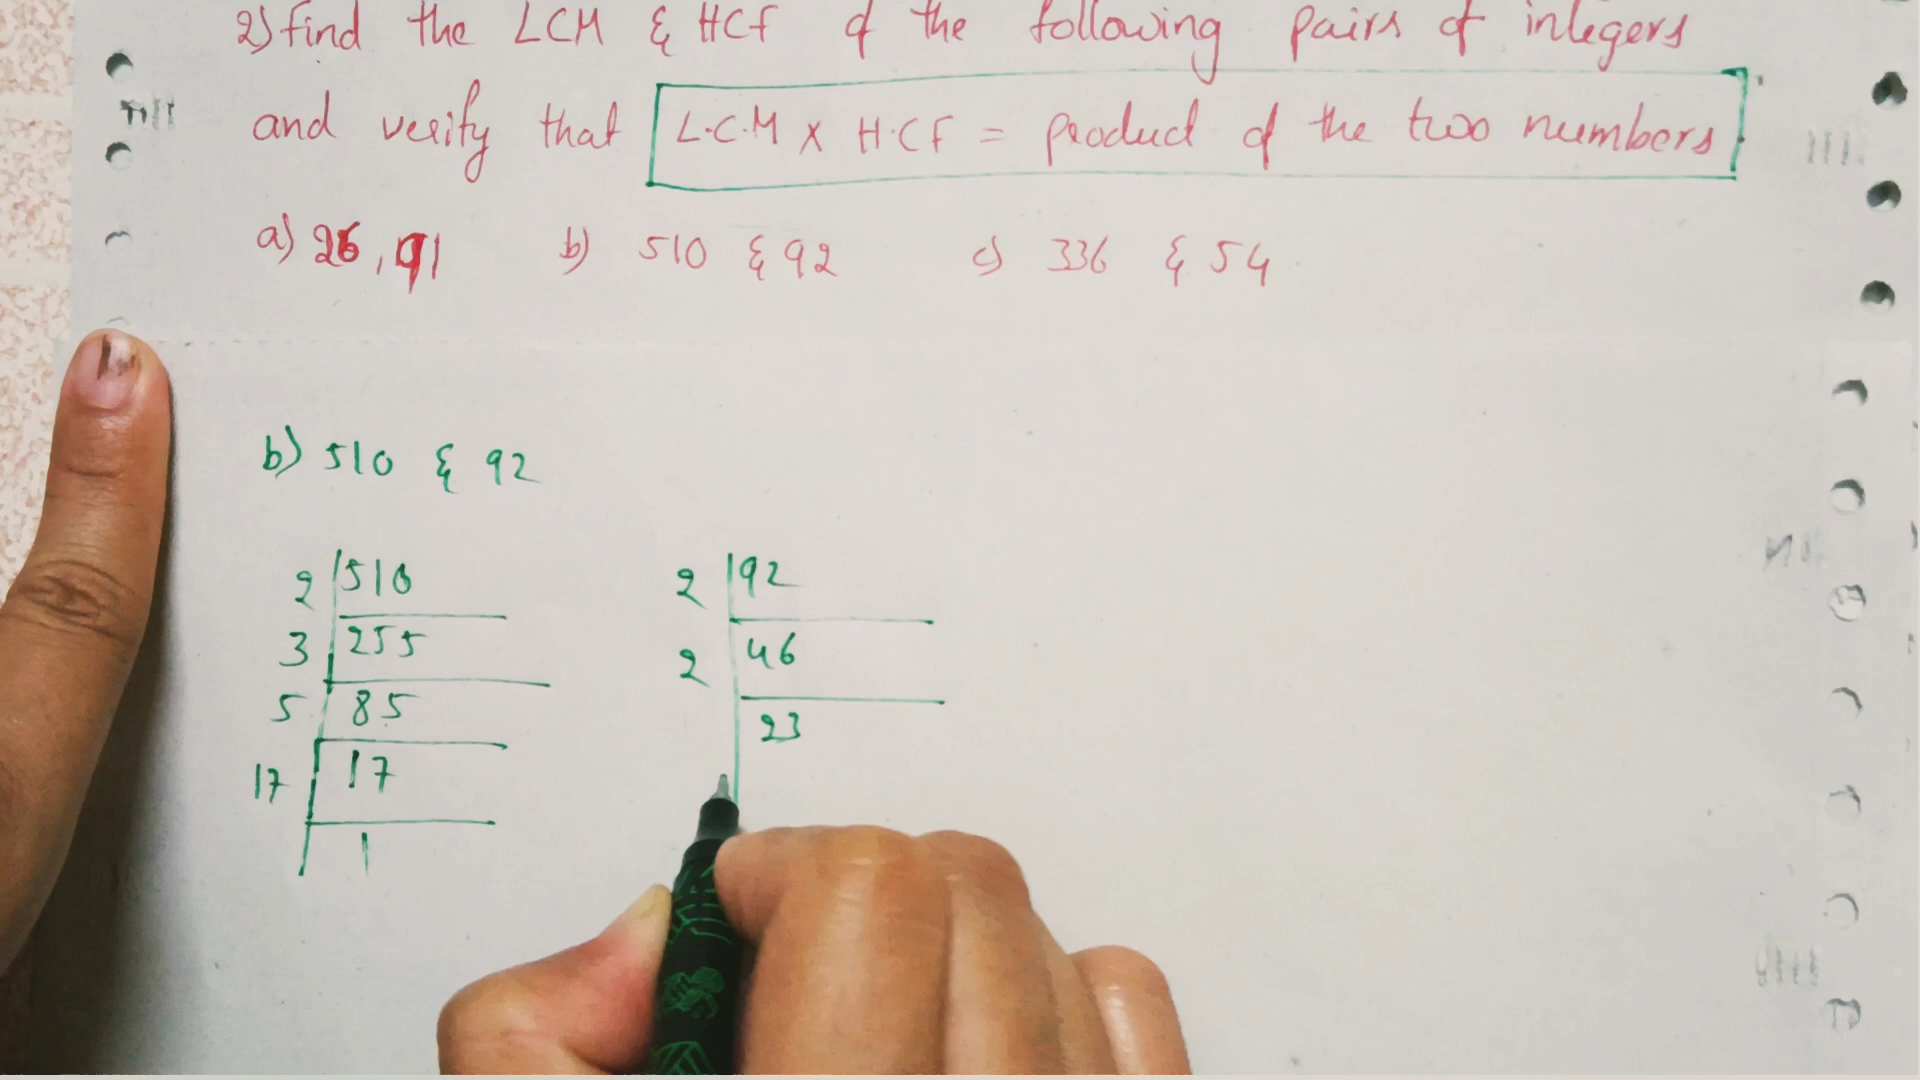 2) find the LCM & HCF of the following pairs of integers
and verify that L.C.M x H.C.F = product of the two numbers
a) 26, 91 b) 510 & 92 c) 336 & 54
b) 510 & 92
2 510
3 255
5 85
17 17
1
2 92
2 46
23